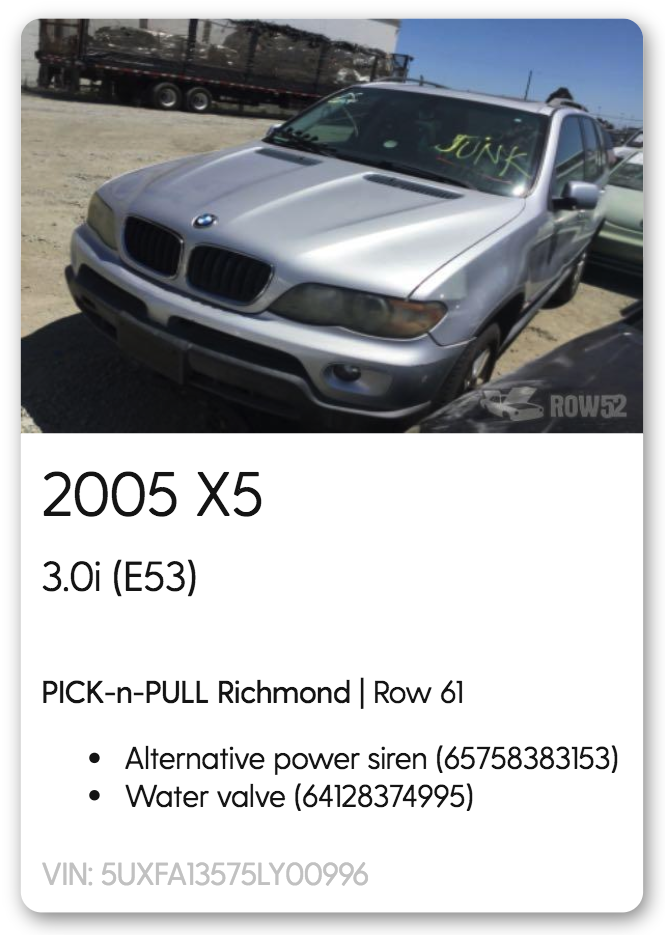 JUNK
ROW52
2005 X5
3.0i (E53)
PICK-n-PULL Richmond | Row 61
• Alternative power siren (65758383153)
• Water valve (64128374995)
VIN: 5UXFA13575LY00996